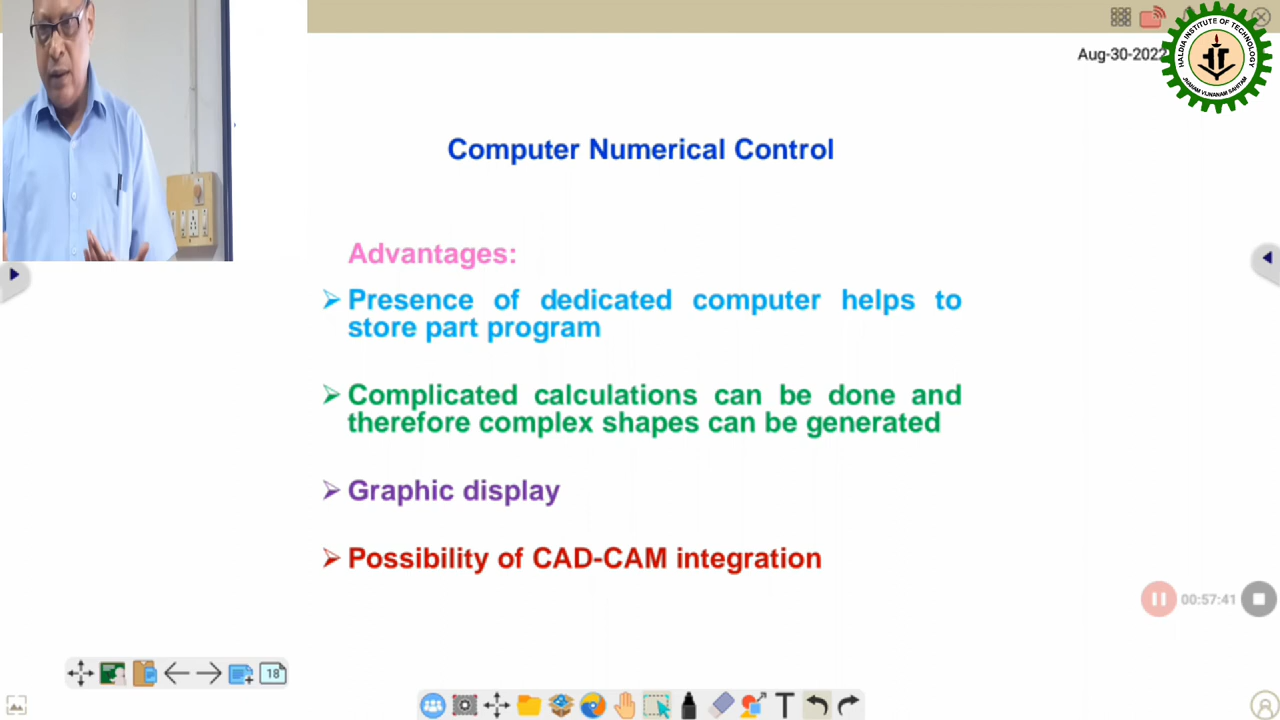 Aug-30-2022
HALDIA INSTITUTE OF TECHNOLOGY
Computer Numerical Control
Advantages:
Presence of dedicated computer helps to
store part program
Complicated calculations can be done and
therefore complex shapes can be generated
Graphic display
Possibility of CAD-CAM integration
00:57:41
18
T